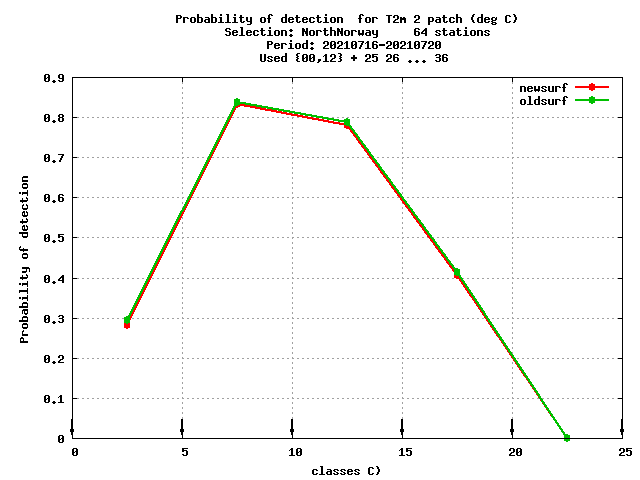 Probability of detection  for T2m 2 patch (deg C)
Selection: NorthNorway     64 stations
Period: 20210716-20210720
Used {00,12} + 25 26 ... 36
newsurf
oldsurf
Probability of detection
0.9
0.8
0.7
0.6
0.5
0.4
0.3
0.2
0.1
0
0 5 10 15 20 25
classes C)